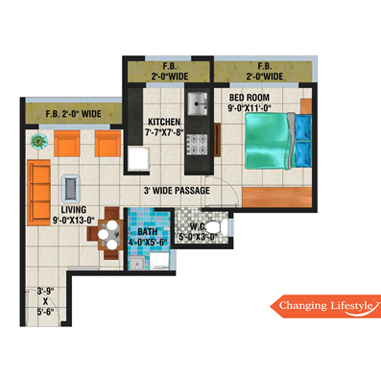 F.B.
2'-0"WIDE
F.B.
2'-0"WIDE
BED ROOM
9'-0"X11'-0"
F.B. 2'-0" WIDE
KITCHEN
7'-7"X7'-8"
3' WIDE PASSAGE
LIVING
9'-0"X13'-0"
BATH
4'-0"X5'-6"
W.C.
5'-0"X3'-0"
3'-9"
X
5'-6"
Changing Lifestyle